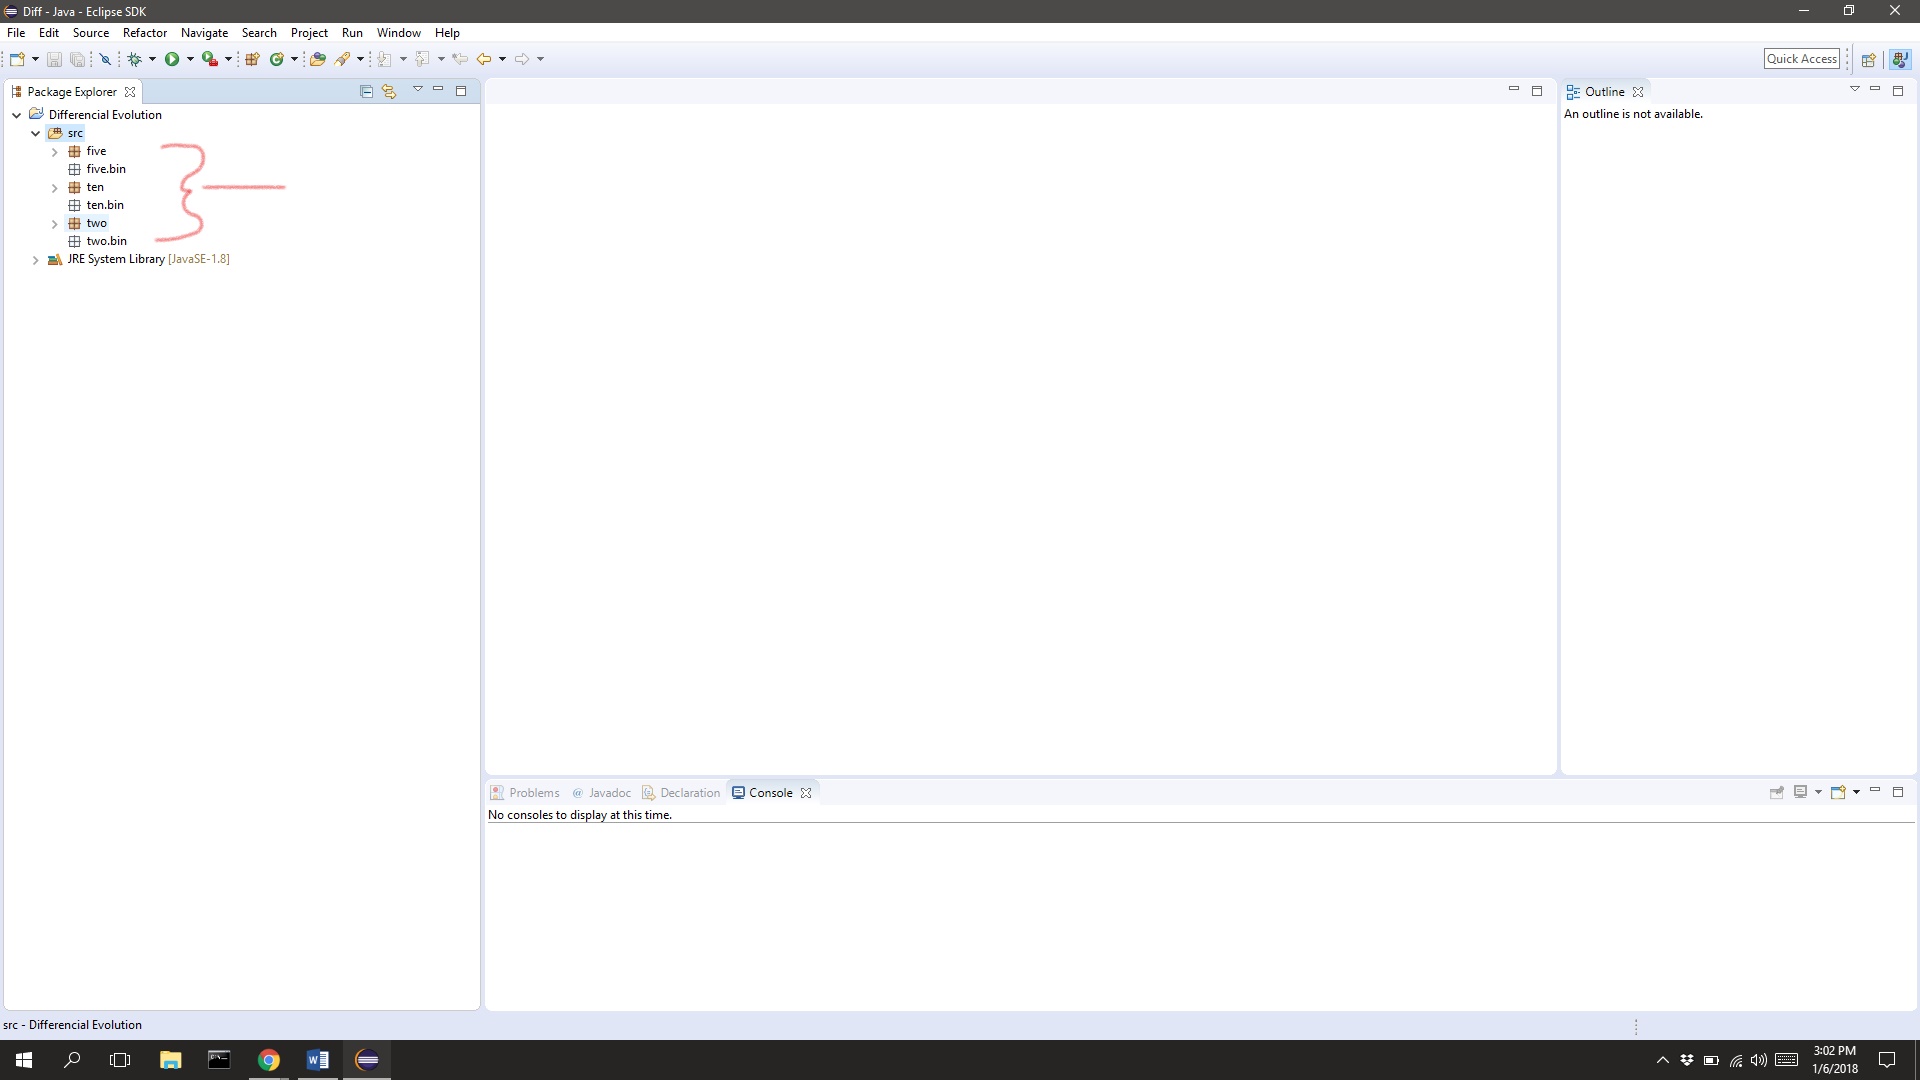 Diff - Java - Eclipse SDK
File Edit Source Refactor Navigate Search Project Run Window Help
Quick Access
Package Explorer
Differencial Evolution
src
five
five.bin
ten
ten.bin
two
two.bin
JRE System Library [JavaSE-1.8]
Outline
An outline is not available.
Problems @ Javadoc Declaration Console
No consoles to display at this time.
src - Differencial Evolution
3:02 PM
1/6/2018